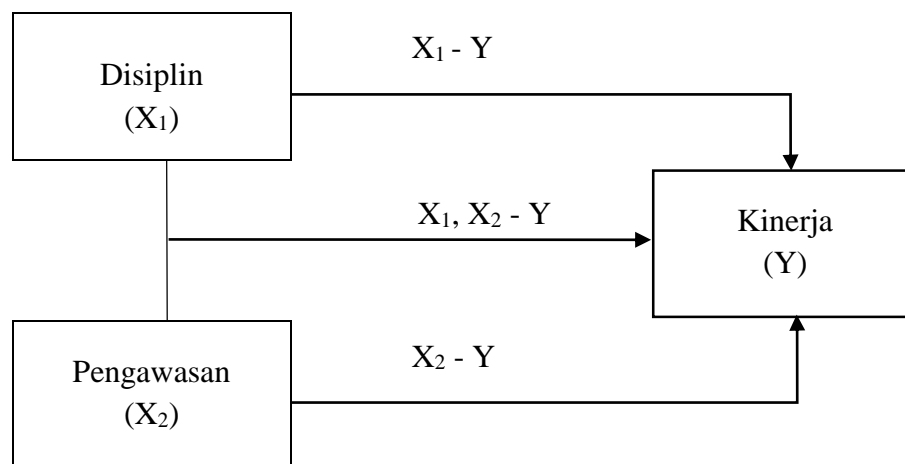 X₁ - Y
Disiplin
(X₁)
X₁, X₂ - Y
Kinerja
(Y)
X₂ - Y
Pengawasan
(X₂)